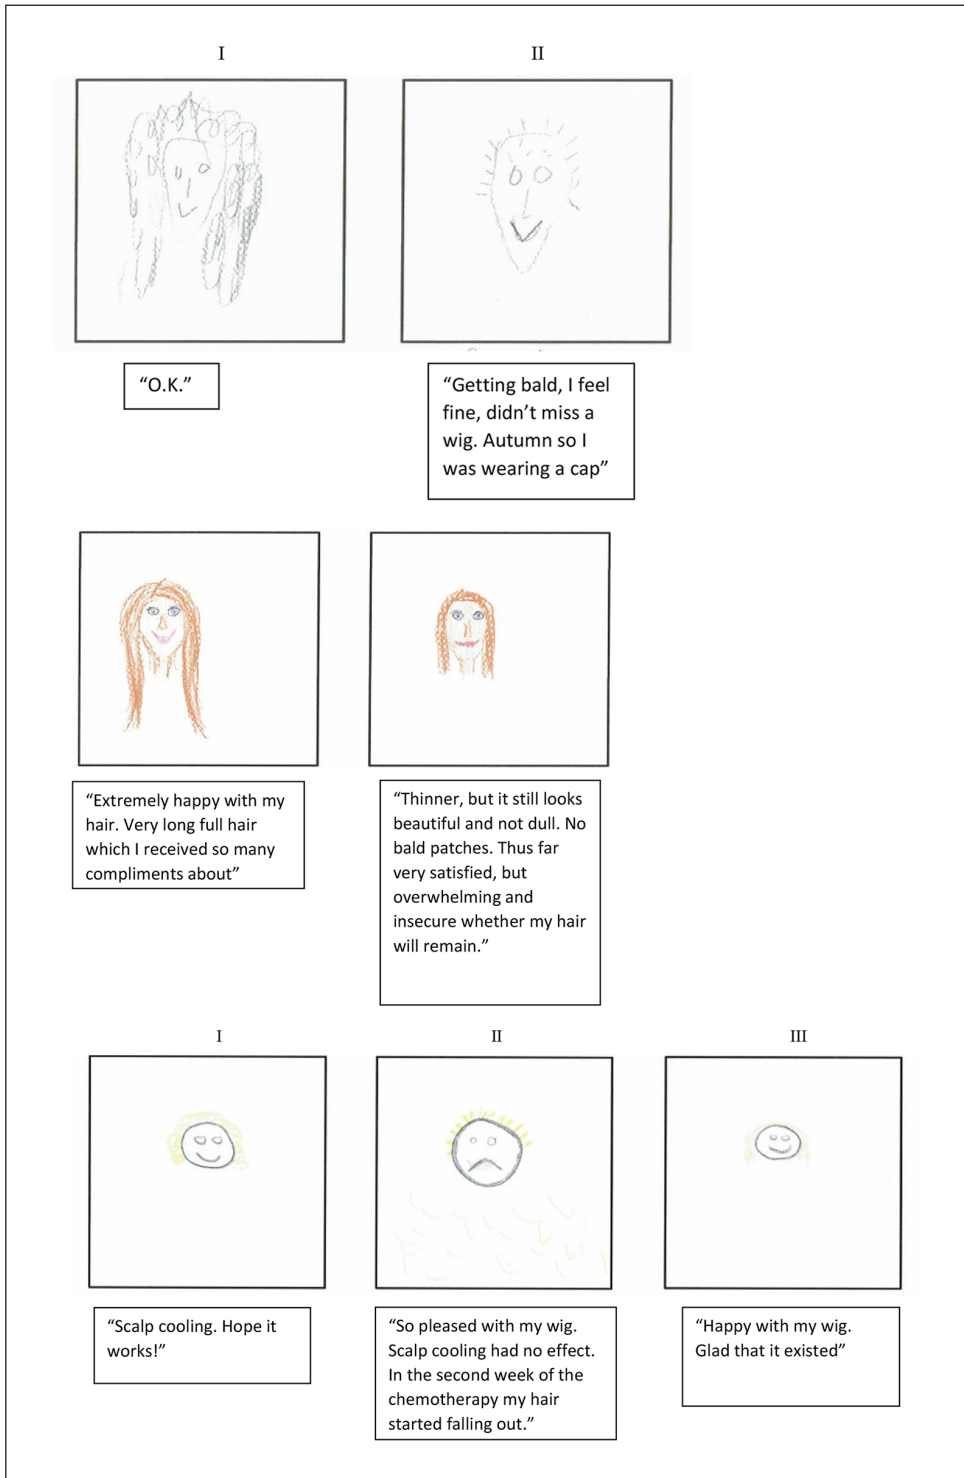 I
II
“O.K.”
“Getting bald, I feel
fine, didn’t miss a
wig. Autumn so I
was wearing a cap”
“Extremely happy with my
hair. Very long full hair
which I received so many
compliments about”
“Thinner, but it still looks
beautiful and not dull. No
bald patches. Thus far
very satisfied, but
overwhelming and
insecure whether my hair
will remain.”
I
II
III
“Scalp cooling. Hope it
works!”
“So pleased with my wig.
Scalp cooling had no effect.
In the second week of the
chemotherapy my hair
started falling out.”
“Happy with my wig.
Glad that it existed”